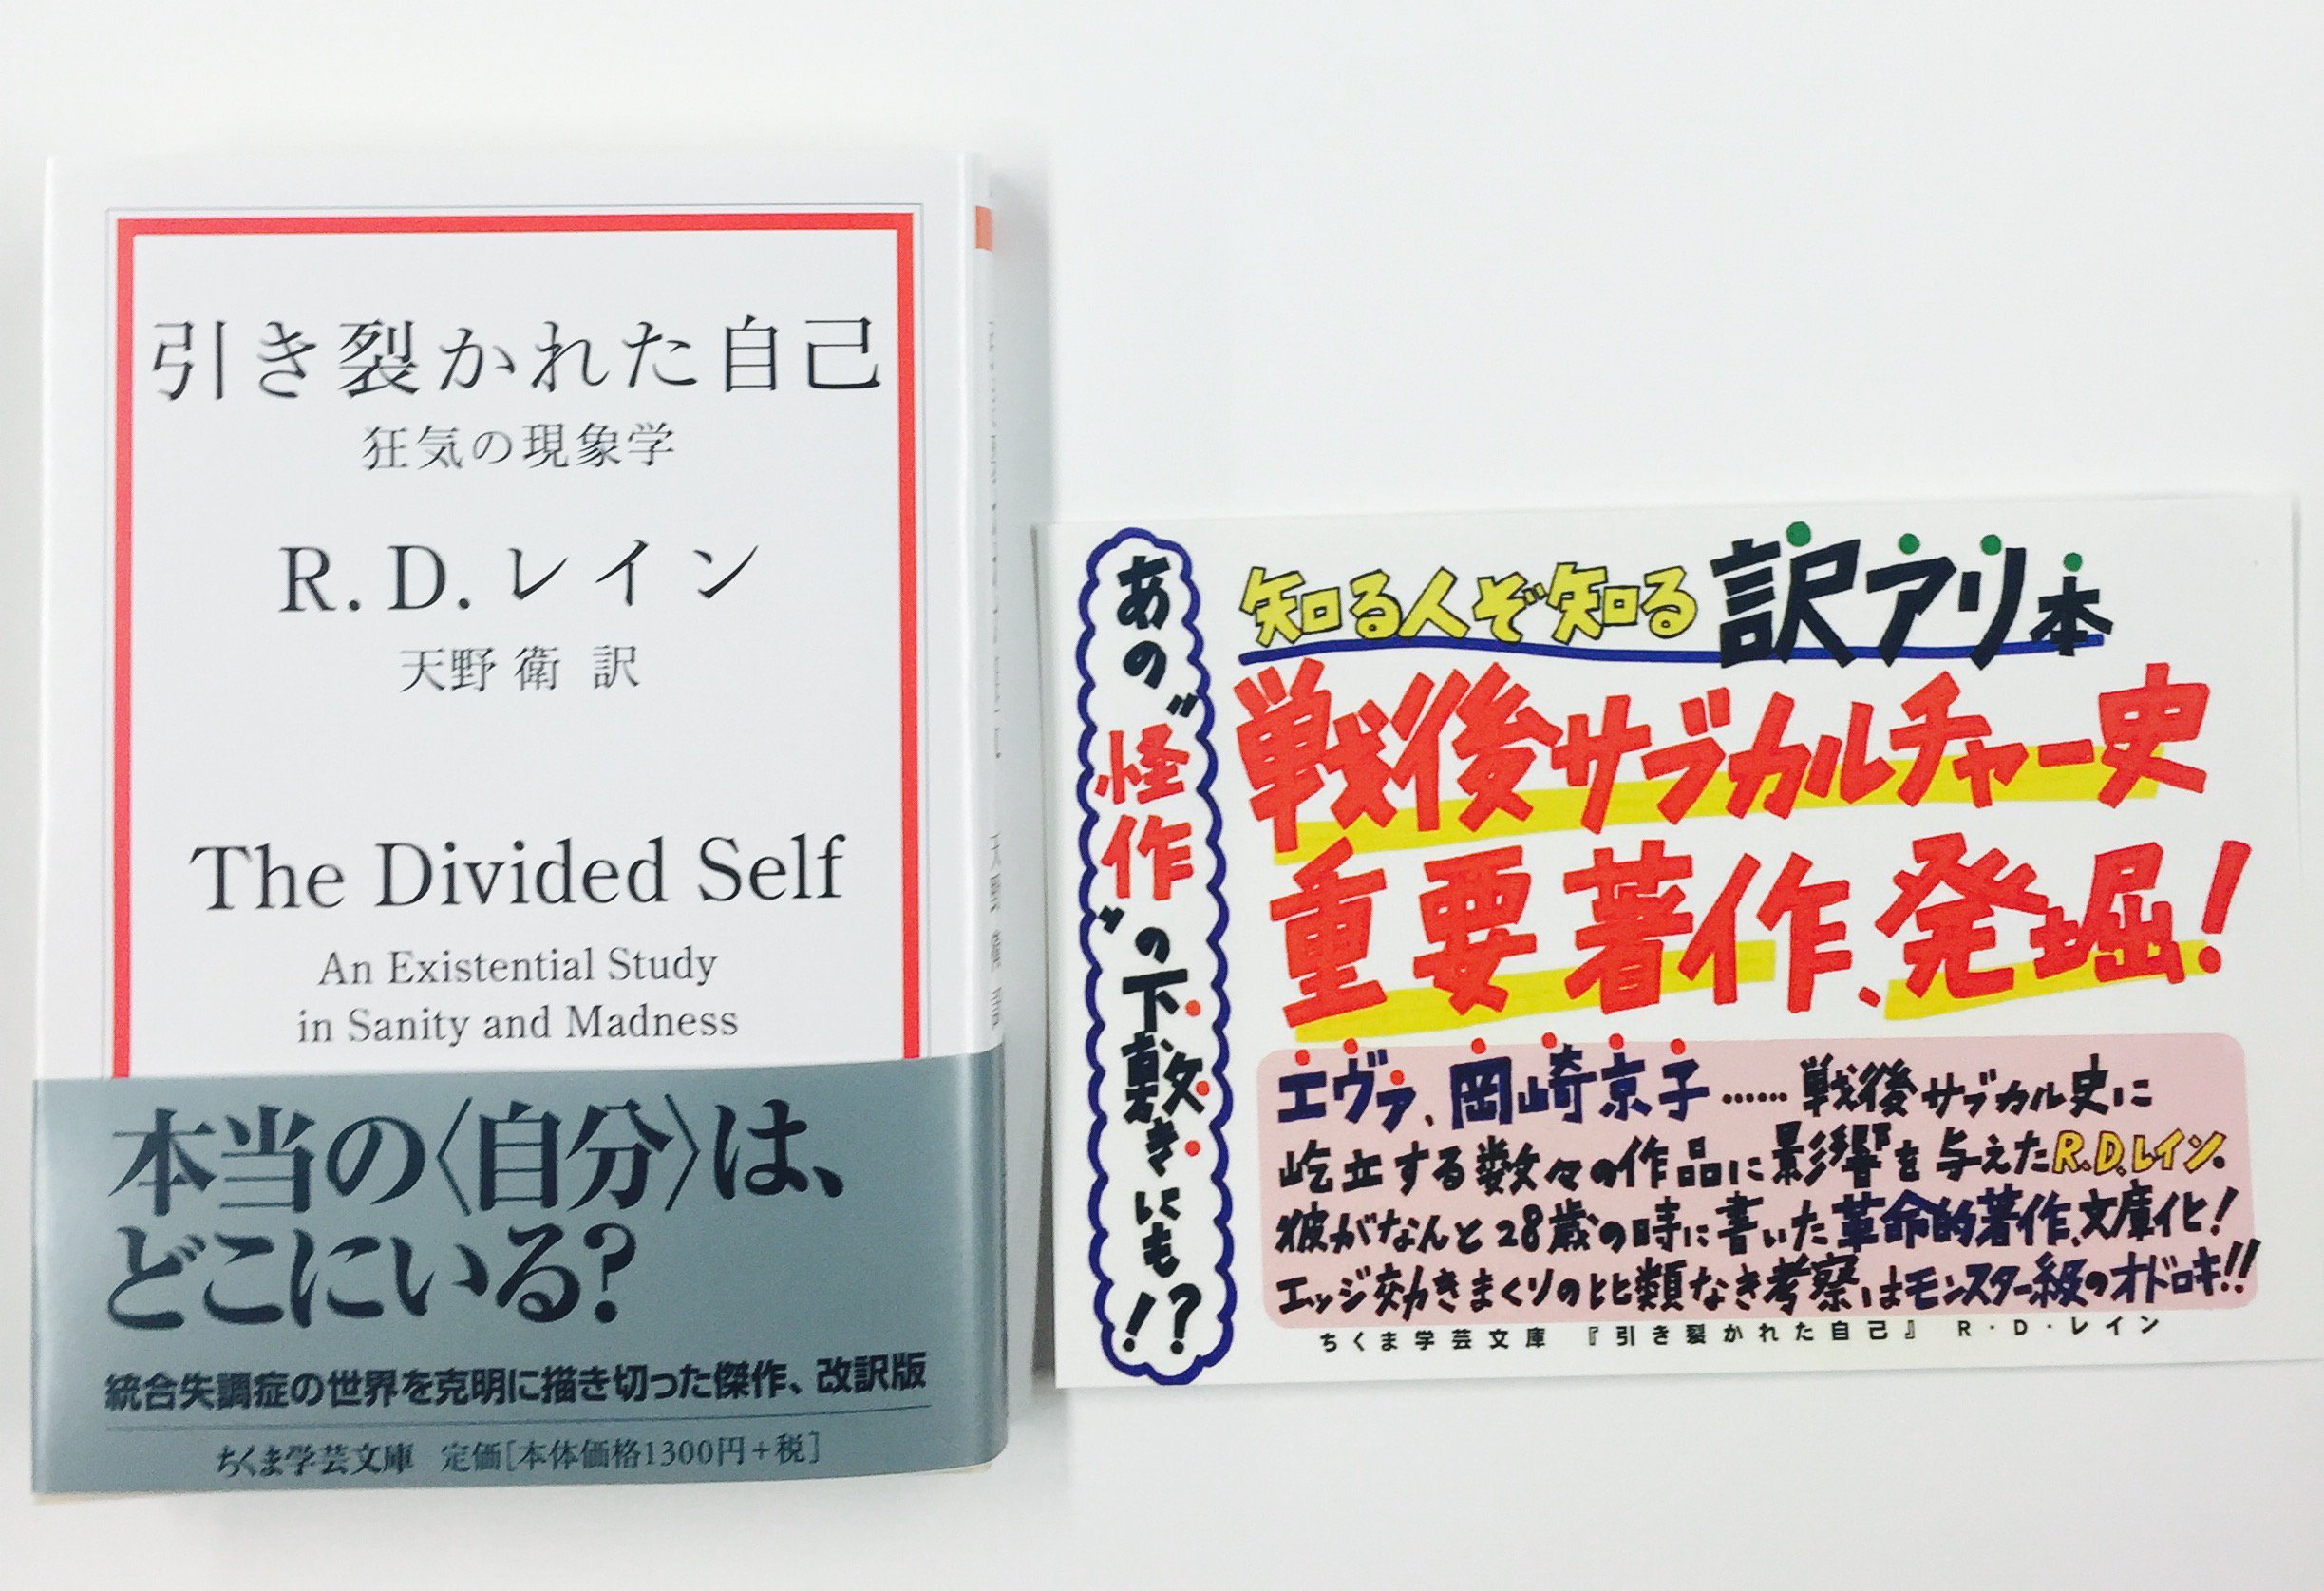 引き裂かれた自己
狂気の現象学
R.D.レイン
天野 衛 訳
The Divided Self
An Existential Study
in Sanity and Madness
本当の〈自分〉は、
どこにいる?
統合失調症の世界を克明に描き切った傑作、改訳版
ちくま学芸文庫 定価[本体価格1300円+税]
あの〝怪作〟の下敷きにも!?
知る人ぞ知る訳アリ本
戦後サブカルチャー史
重要著作、発掘!
エヴァ、岡崎京子……戦後サブカル史に
屹立する数々の作品に影響を与えたR.D.レイン。
彼がなんと28歳の時に書いた革命的著作、文庫化!
エッジ効きまくりの比類なき考察はモンスター級のオドロキ!!
ちくま学芸文庫 『引き裂かれた自己』 R・D・レイン